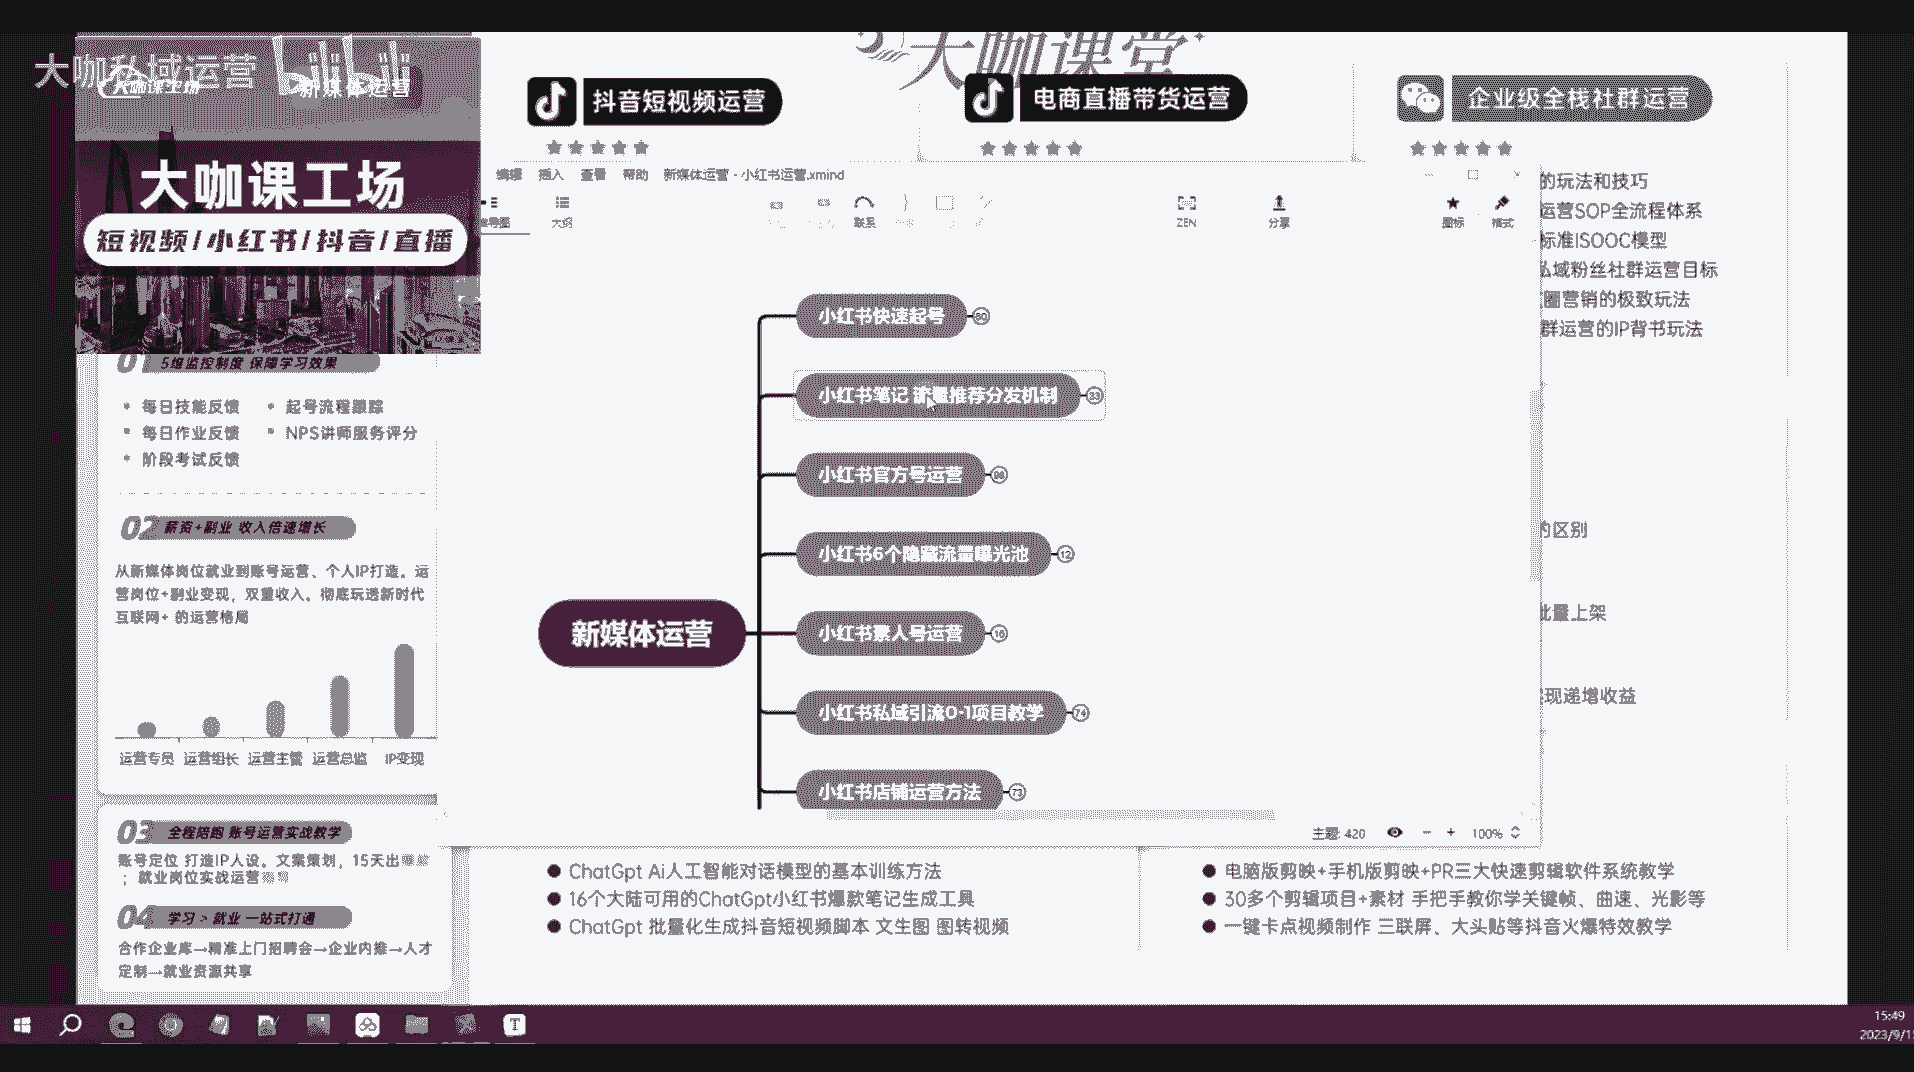 大咖私域运营
bilibili
大咖课工场
新媒体运营
大咖课工场
短视频/小红书/抖音/直播
大咖课堂
抖音短视频运营
电商直播带货运营
企业级全栈社群运营
编辑 插入 查看 帮助 新媒体运营 - 小红书运营.xmind
大纲
联系
ZEN
分享
图标
格式
的玩法和技巧
运营SOP全流程体系
标准ISOOC模型
私域粉丝社群运营目标
圈营销的极致玩法
群运营的IP背书玩法
的区别
批量上架
现递增收益
新媒体运营
小红书快速起号
小红书笔记 流量推荐分发机制 33
小红书官方号运营
小红书6个隐藏流量曝光池 12
小红书素人号运营 16
小红书私域引流0-1项目教学 74
小红书店铺运营方法 73
主题: 420
100%
01 5维监控制度 保障学习效果
• 每日技能反馈 • 起号流程跟踪
• 每日作业反馈 • NPS讲师服务评分
• 阶段考试反馈
02 薪资+副业 收入倍速增长
从新媒体岗位就业到账号运营、个人IP打造。运
营岗位+副业变现，双重收入。彻底玩透新时代
互联网+ 的运营格局
运营专员 运营组长 运营主管 运营总监 IP变现
03 全程陪跑 账号运营实战教学
账号定位 打造IP人设。文案策划，15天出
；就业岗位实战运营
04 学习 > 就业 一站式打通
合作企业库→精准上门招聘会→企业内推→人才
定制→就业资源共享
ChatGpt Ai人工智能对话模型的基本训练方法
16个大陆可用的ChatGpt小红书爆款笔记生成工具
ChatGpt 批量化生成抖音短视频脚本 文生图 图转视频
电脑版剪映+手机版剪映+PR三大快速剪辑软件系统教学
30多个剪辑项目+素材 手把手教你学关键帧、曲速、光影等
一键卡点视频制作 三联屏、大头贴等抖音火爆特效教学
15:49
2023/9/1